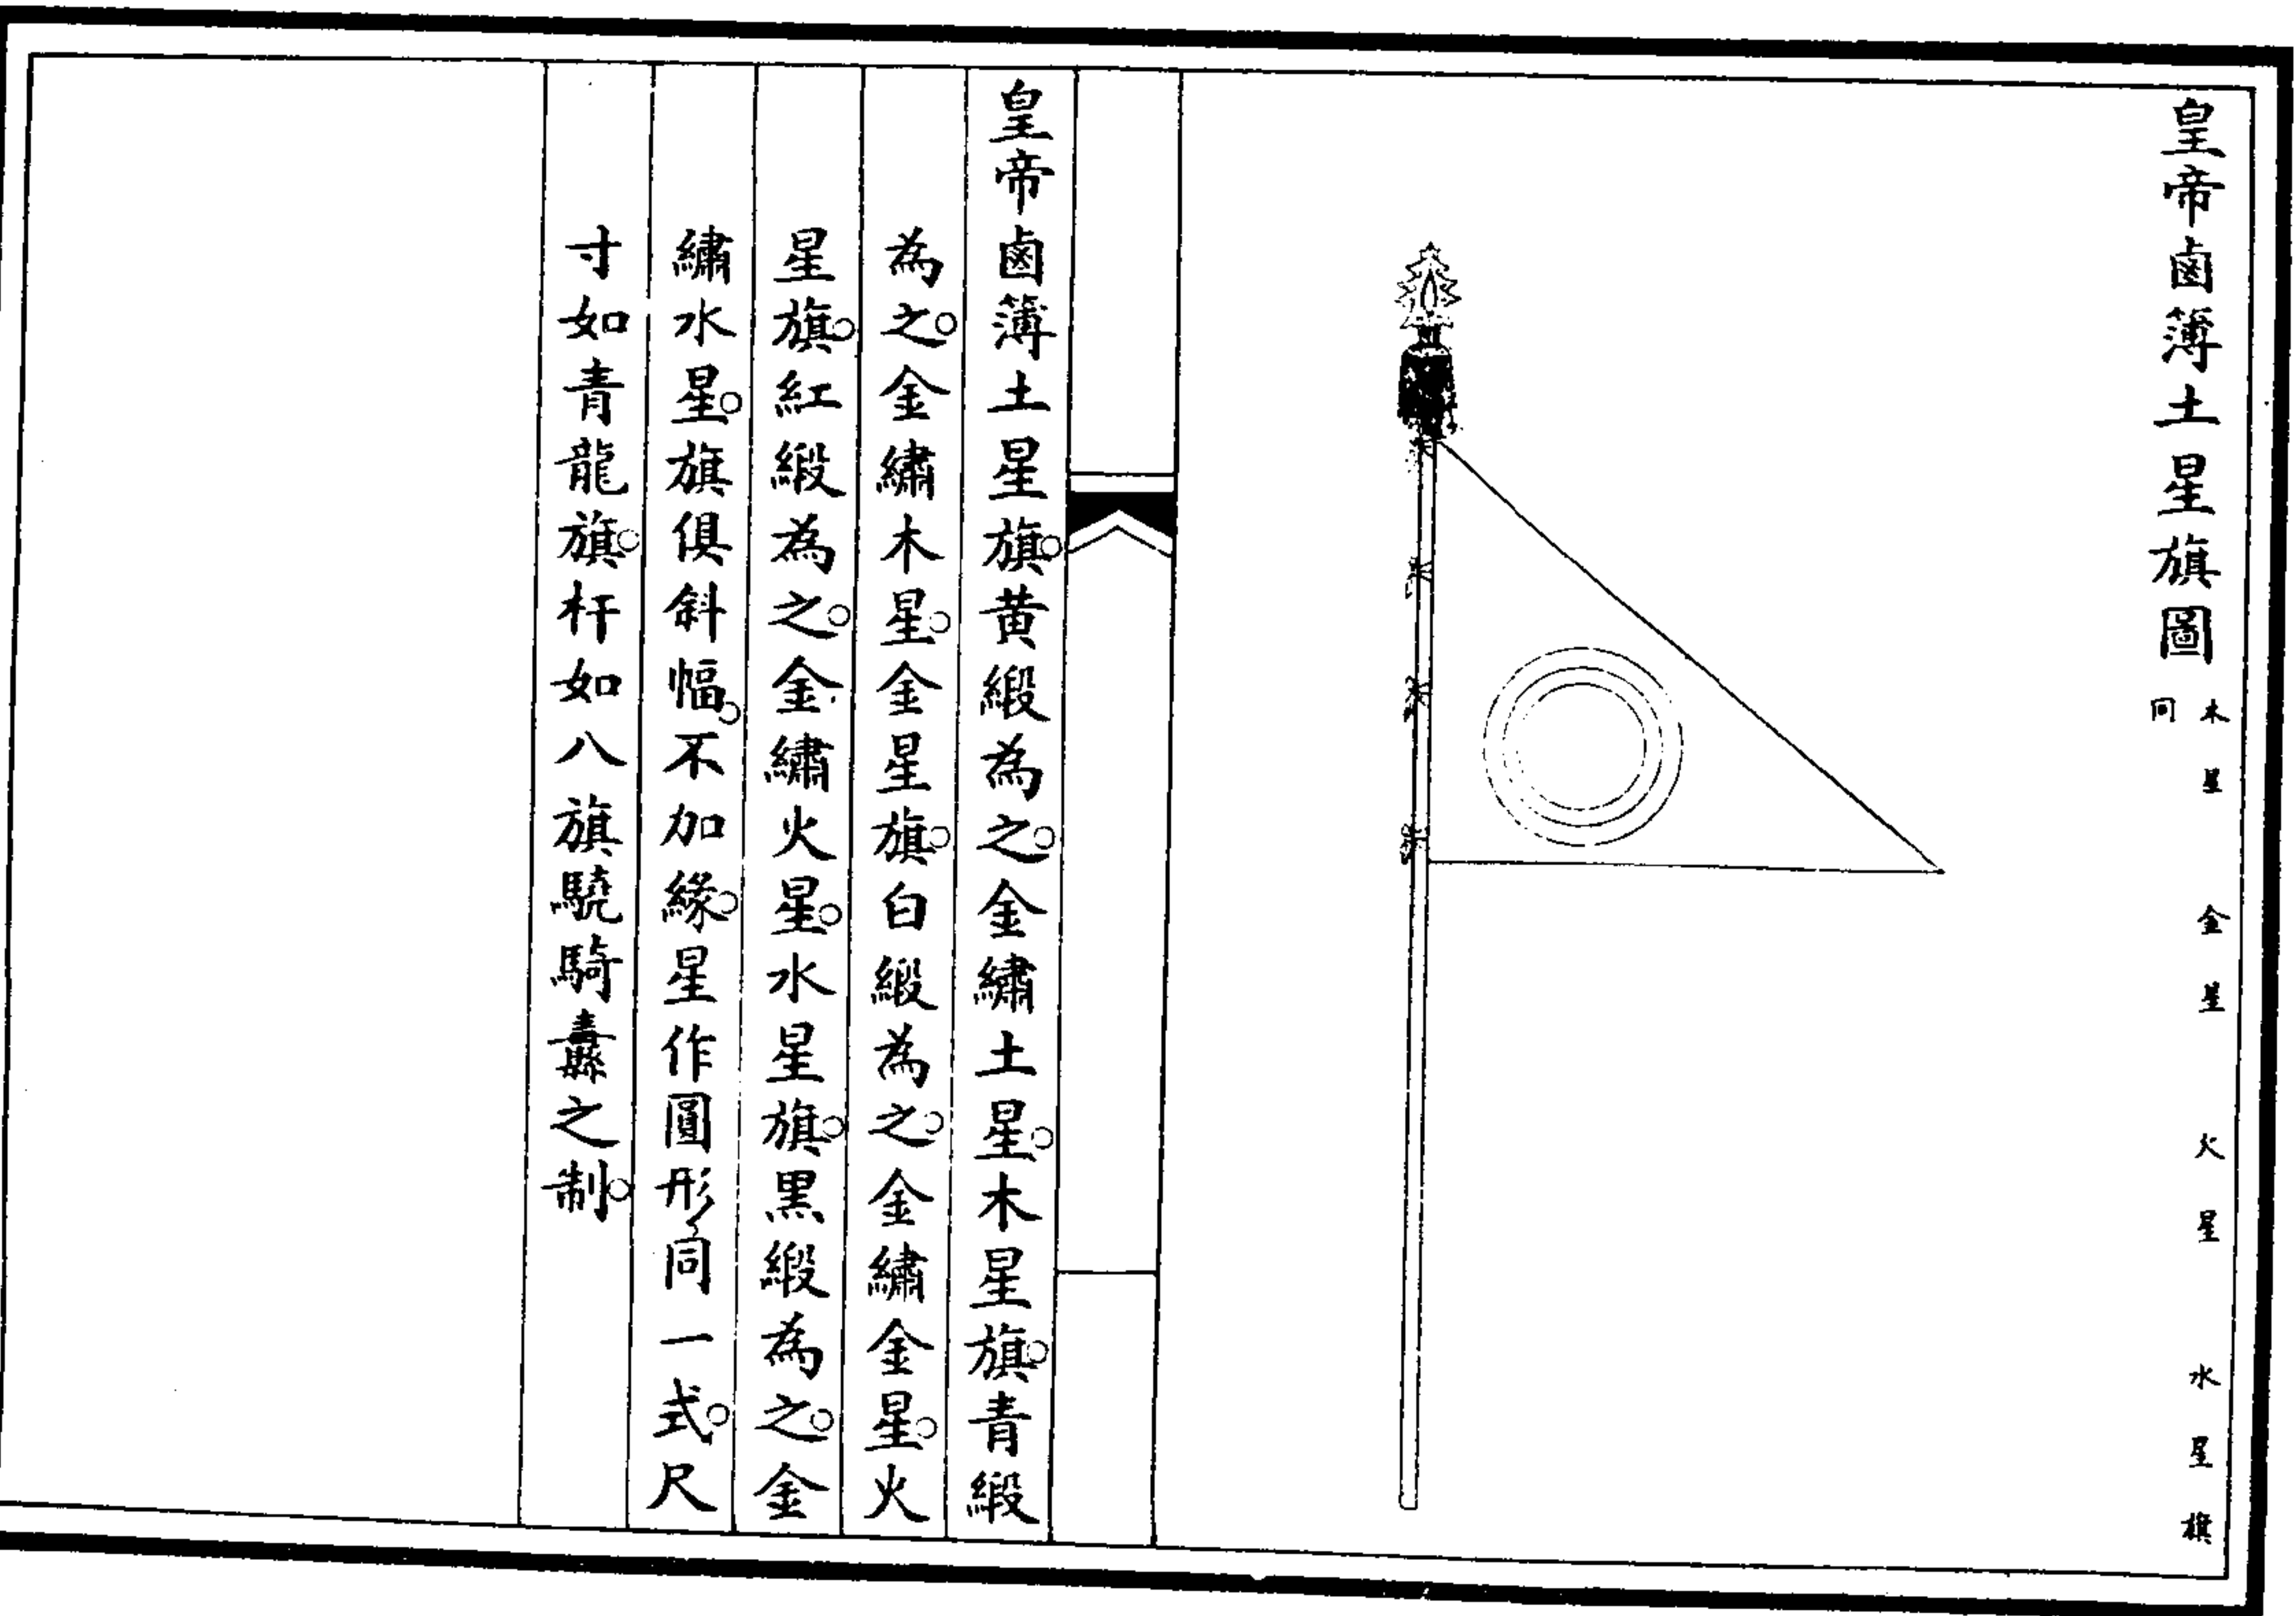 皇帝鹵簿土星旗圖木星金星火星水星旗
同
皇帝鹵簿土星旗。黄緞為之。金繡土星。木星旗。青緞
為之。金繡木星。金星旗。白緞為之。金繡金星。火
星旗。紅緞為之。金繡火星。水星旗。黑緞為之。金
繡水星。旗俱斜幅。不加緣。星作圓形同一式。尺
寸如青龍旗。杆如八旗驍騎纛之制。